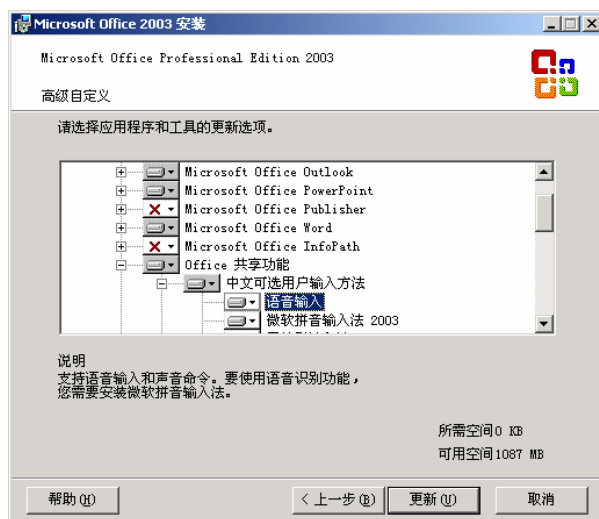 Microsoft Office 2003 安装
Microsoft Office Professional Edition 2003
高级自定义
请选择应用程序和工具的更新选项。
Microsoft Office Outlook
Microsoft Office PowerPoint
Microsoft Office Publisher
Microsoft Office Word
Microsoft Office InfoPath
Office 共享功能
中文可选用户输入方法
语音输入
微软拼音输入法 2003
说明
支持语音输入和声音命令。要使用语音识别功能，
您需要安装微软拼音输入法。
所需空间0 KB
可用空间1087 MB
帮助(H)
< 上一步(B)
更新(U)
取消